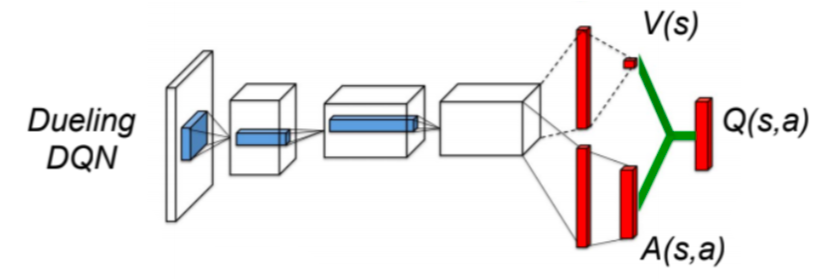 Dueling
DQN
V(s)
Q(s,a)
A(s,a)